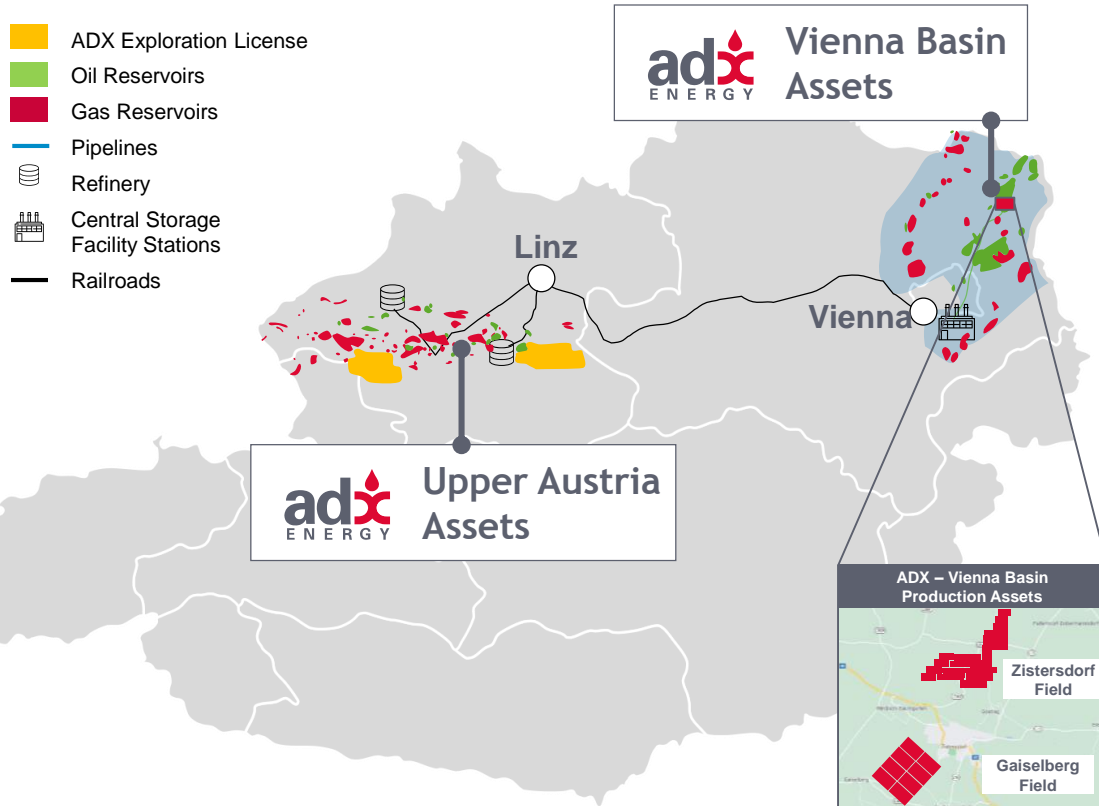 ADX Exploration License
Oil Reservoirs
Gas Reservoirs
Pipelines
Refinery
Central Storage
Facility Stations
Railroads
adx
ENERGY
Vienna Basin
Assets
Linz
Vienna
adx
ENERGY
Upper Austria
Assets
ADX – Vienna Basin
Production Assets
Zistersdorf
Field
Gaiselberg
Field